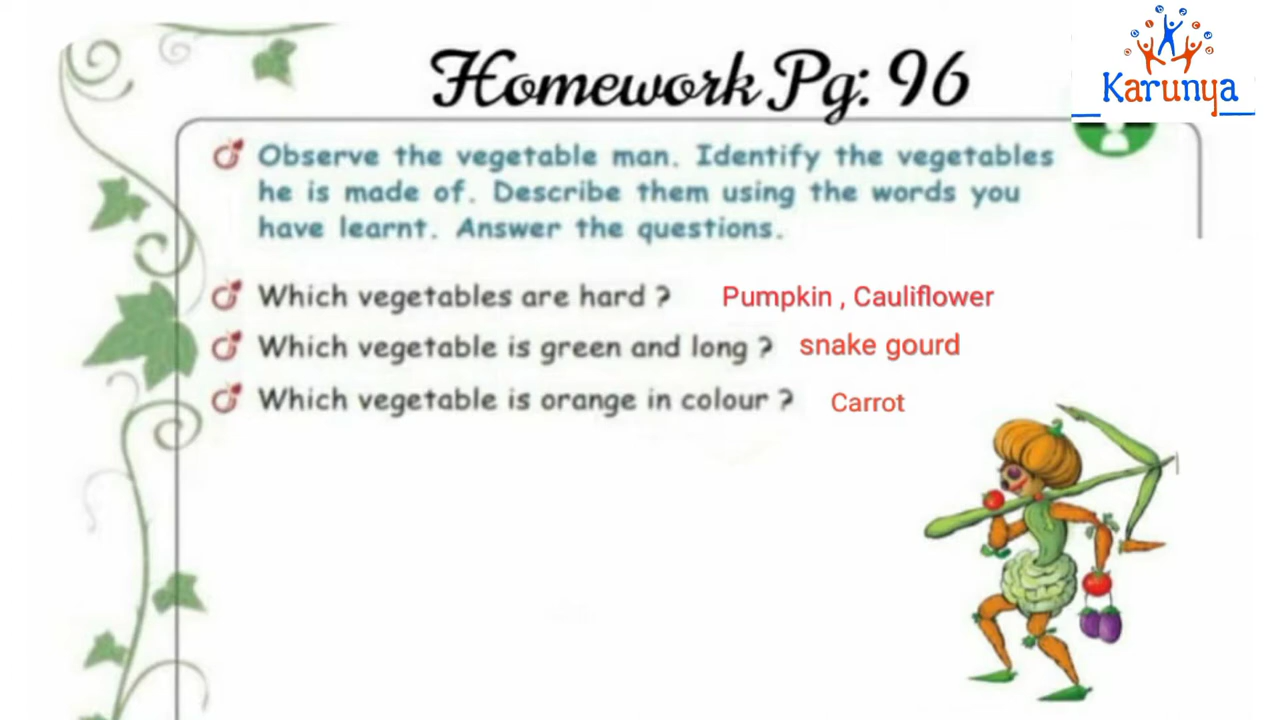 Homework Pg: 96
Karunya
Observe the vegetable man. Identify the vegetables
he is made of. Describe them using the words you
have learnt. Answer the questions.
Which vegetables are hard ? Pumpkin , Cauliflower
Which vegetable is green and long ? snake gourd
Which vegetable is orange in colour ? Carrot